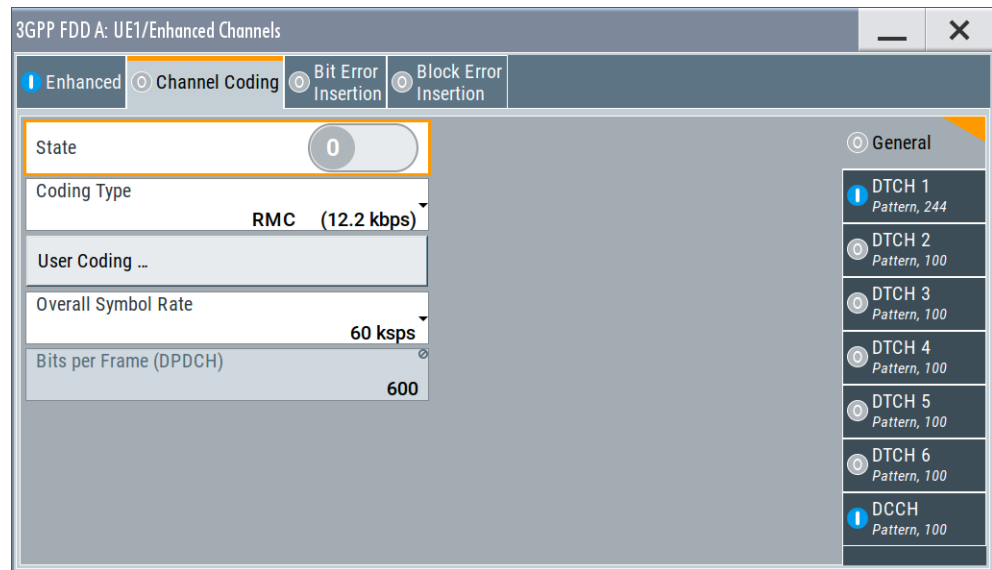 3GPP FDD A: UE1/Enhanced Channels
Enhanced
Channel Coding
Bit Error
Insertion
Block Error
Insertion
State
0
Coding Type
RMC (12.2 kbps)
User Coding ...
Overall Symbol Rate
60 ksps
Bits per Frame (DPDCH)
600
General
DTCH 1
Pattern, 244
DTCH 2
Pattern, 100
DTCH 3
Pattern, 100
DTCH 4
Pattern, 100
DTCH 5
Pattern, 100
DTCH 6
Pattern, 100
DCCH
Pattern, 100